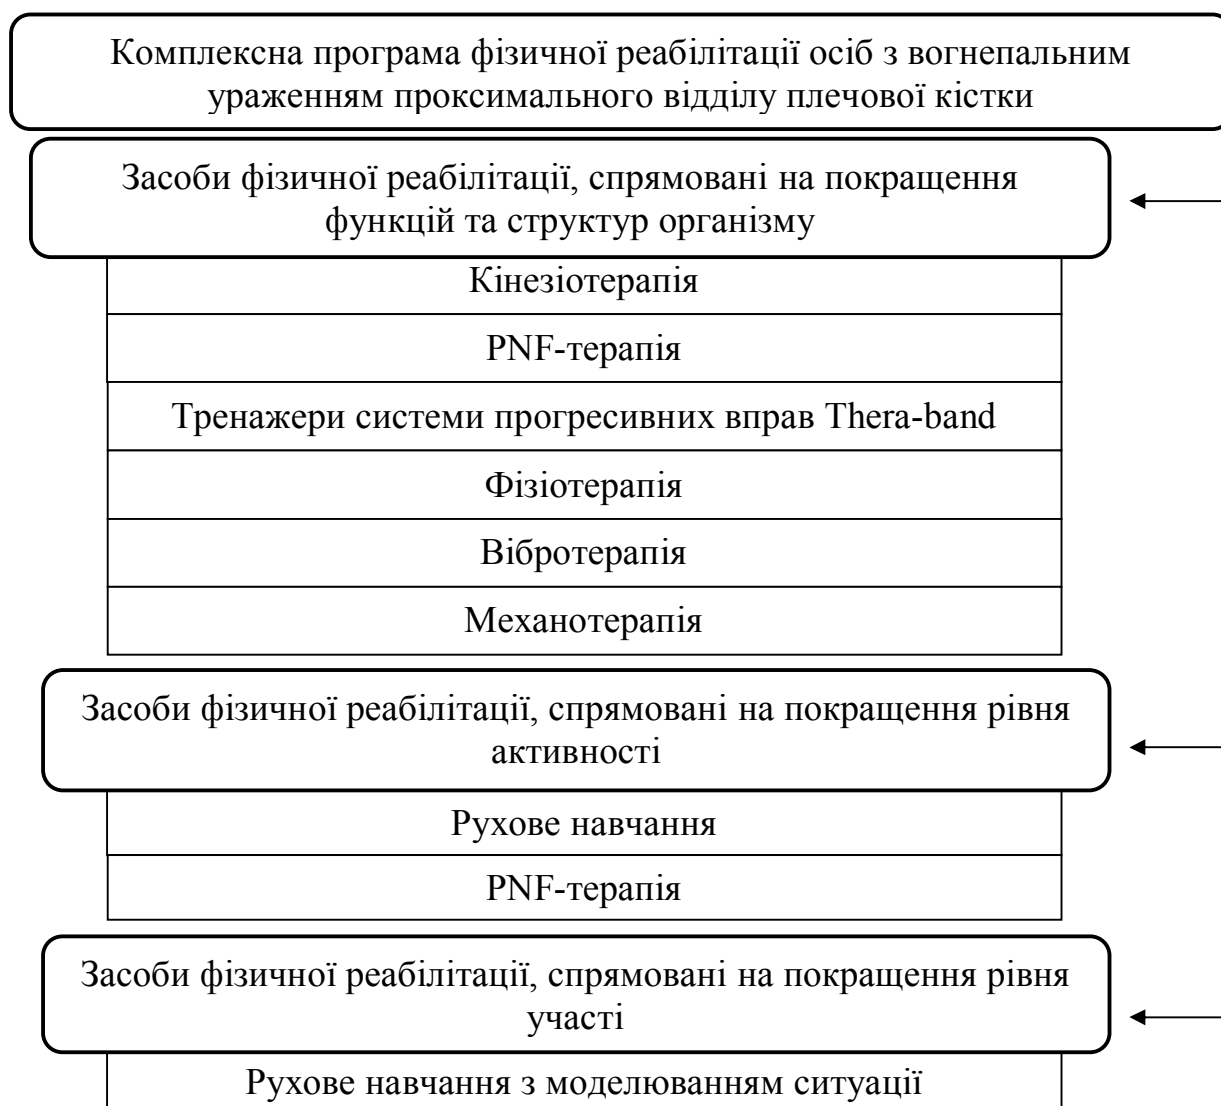 Комплексна програма фізичної реабілітації осіб з вогнепальним
ураженням проксимального відділу плечової кістки
Засоби фізичної реабілітації, спрямовані на покращення
функцій та структур організму
Кінезіотерапія
PNF-терапія
Тренажери системи прогресивних вправ Thera-band
Фізіотерапія
Вібротерапія
Механотерапія
Засоби фізичної реабілітації, спрямовані на покращення рівня
активності
Рухове навчання
PNF-терапія
Засоби фізичної реабілітації, спрямовані на покращення рівня
участі
Рухове навчання з моделюванням ситуації